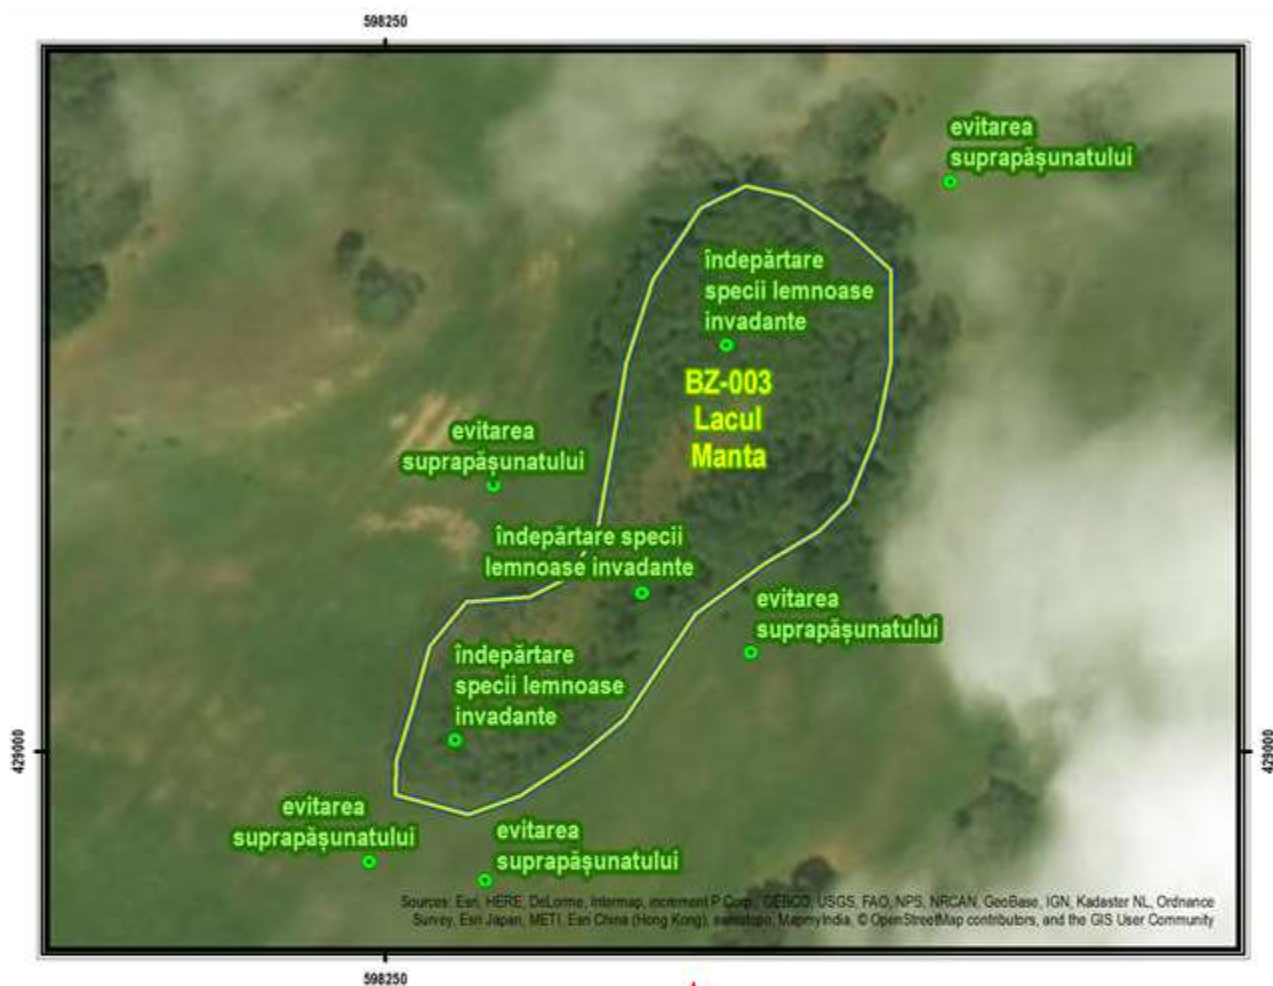 598250
evitarea
suprapășunatului
îndepărtare
specii lemnoase
invadante
BZ-003
Lacul
Manta
evitarea
suprapășunatului
îndepărtare specii
lemnoase invadante
evitarea
suprapășunatului
îndepărtare
specii lemnoase
invadante
429000
429000
evitarea
suprapășunatului
evitarea
suprapășunatului
Sources: Esri, HERE, DeLorme, Intermap, increment P Corp., GEBCO, USGS, FAO, NPS, NRCAN, GeoBase, IGN, Kadaster NL, Ordnance
Survey, Esri Japan, METI, Esri China (Hong Kong), swisstopo, MapmyIndia, © OpenStreetMap contributors, and the GIS User Community
598250